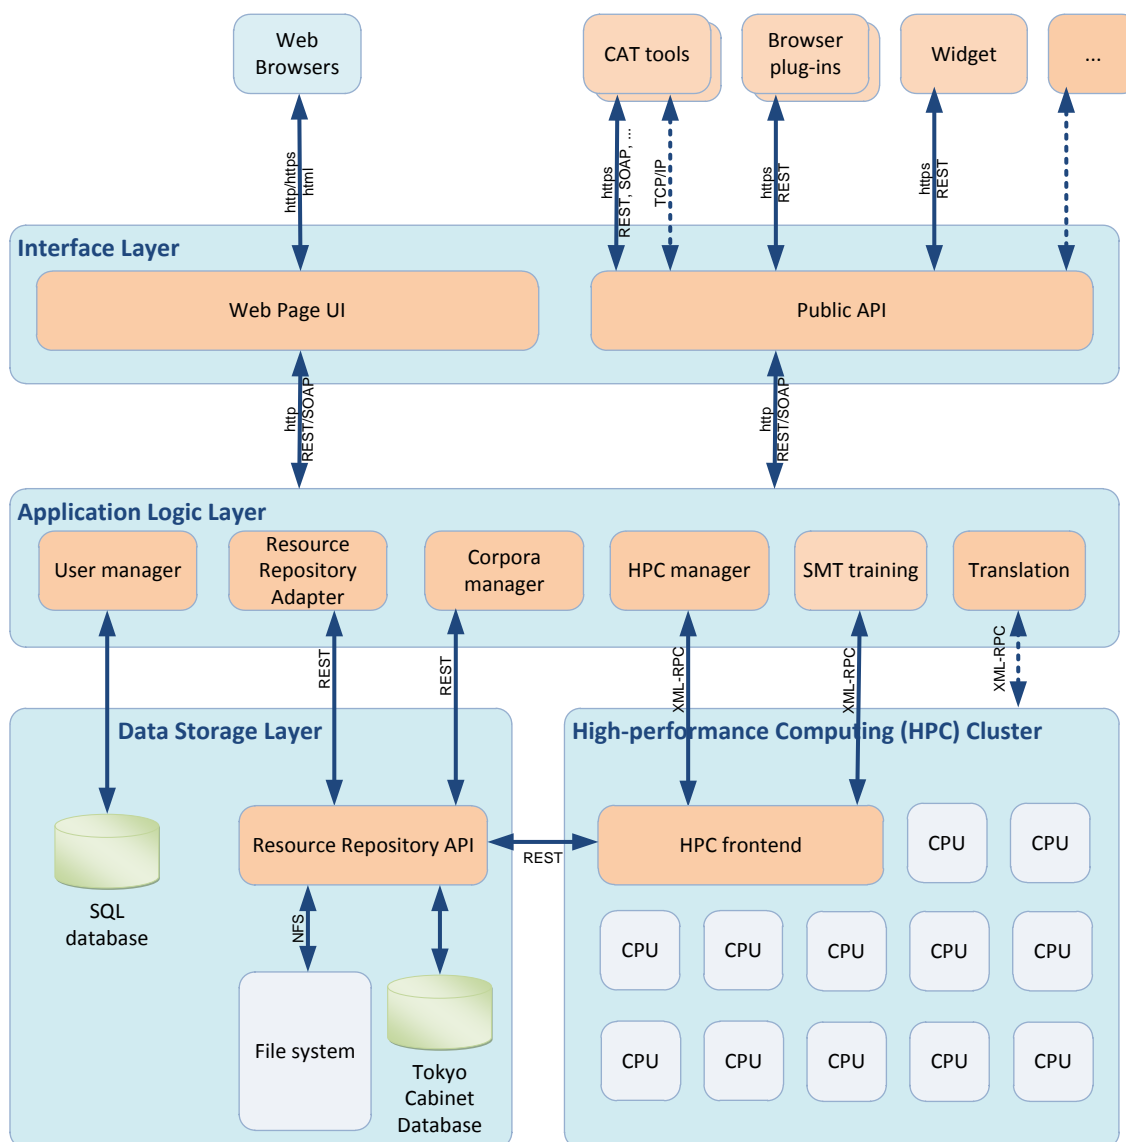 Web
Browsers
CAT tools
Browser
plug-ins
Widget
...
http/https
html
https
REST, SOAP, ...
TCP/IP
https
REST
https
REST
Interface Layer
Web Page UI
Public API
http
REST/SOAP
http
REST/SOAP
Application Logic Layer
User manager
Resource
Repository
Adapter
Corpora
manager
HPC manager
SMT training
Translation
REST
REST
XML-RPC
XML-RPC
XML-RPC
Data Storage Layer
High-performance Computing (HPC) Cluster
Resource Repository API
REST
HPC frontend
CPU
CPU
SQL
database
NFS
CPU
CPU
CPU
CPU
CPU
File system
Tokyo
Cabinet
Database
CPU
CPU
CPU
CPU
CPU